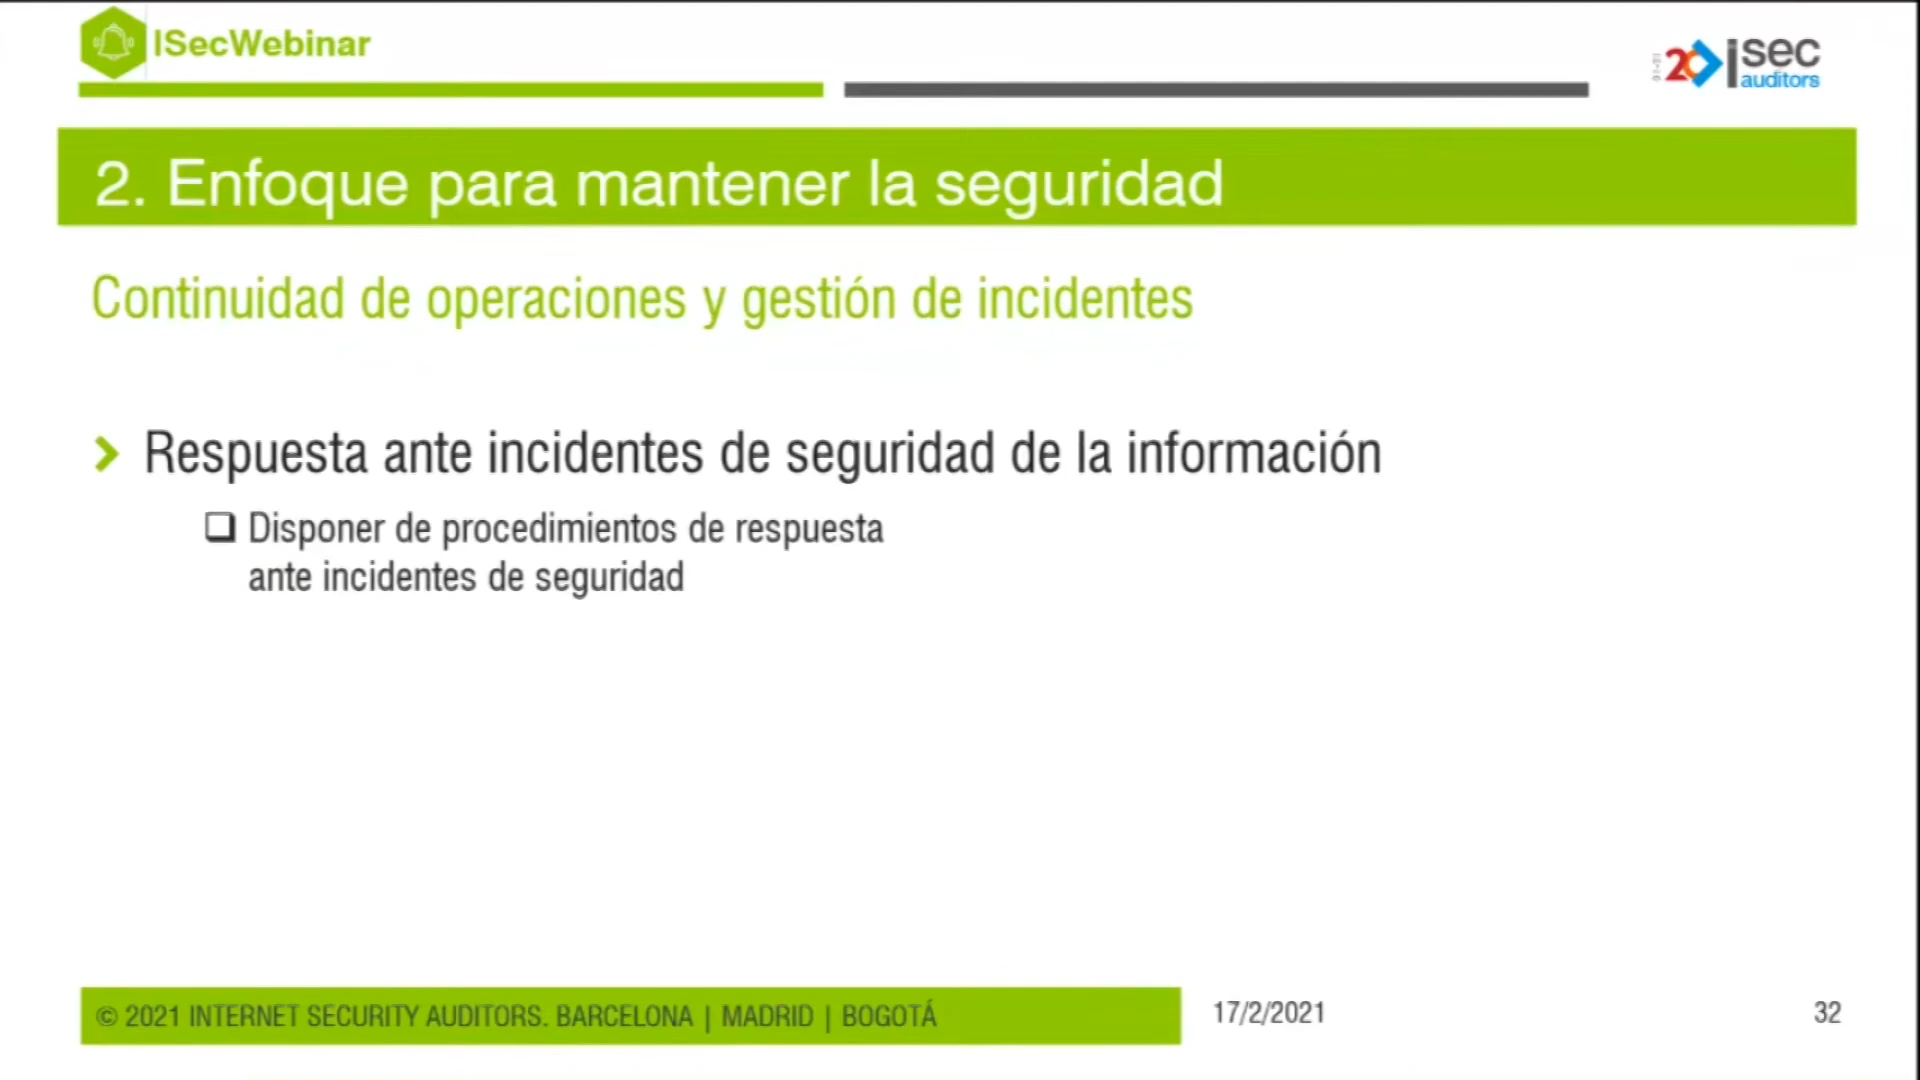 ISecWebinar
20 isec
auditors
2. Enfoque para mantener la seguridad
Continuidad de operaciones y gestión de incidentes
Respuesta ante incidentes de seguridad de la información
Disponer de procedimientos de respuesta
ante incidentes de seguridad
© 2021 INTERNET SECURITY AUDITORS. BARCELONA | MADRID | BOGOTÁ
17/2/2021
32